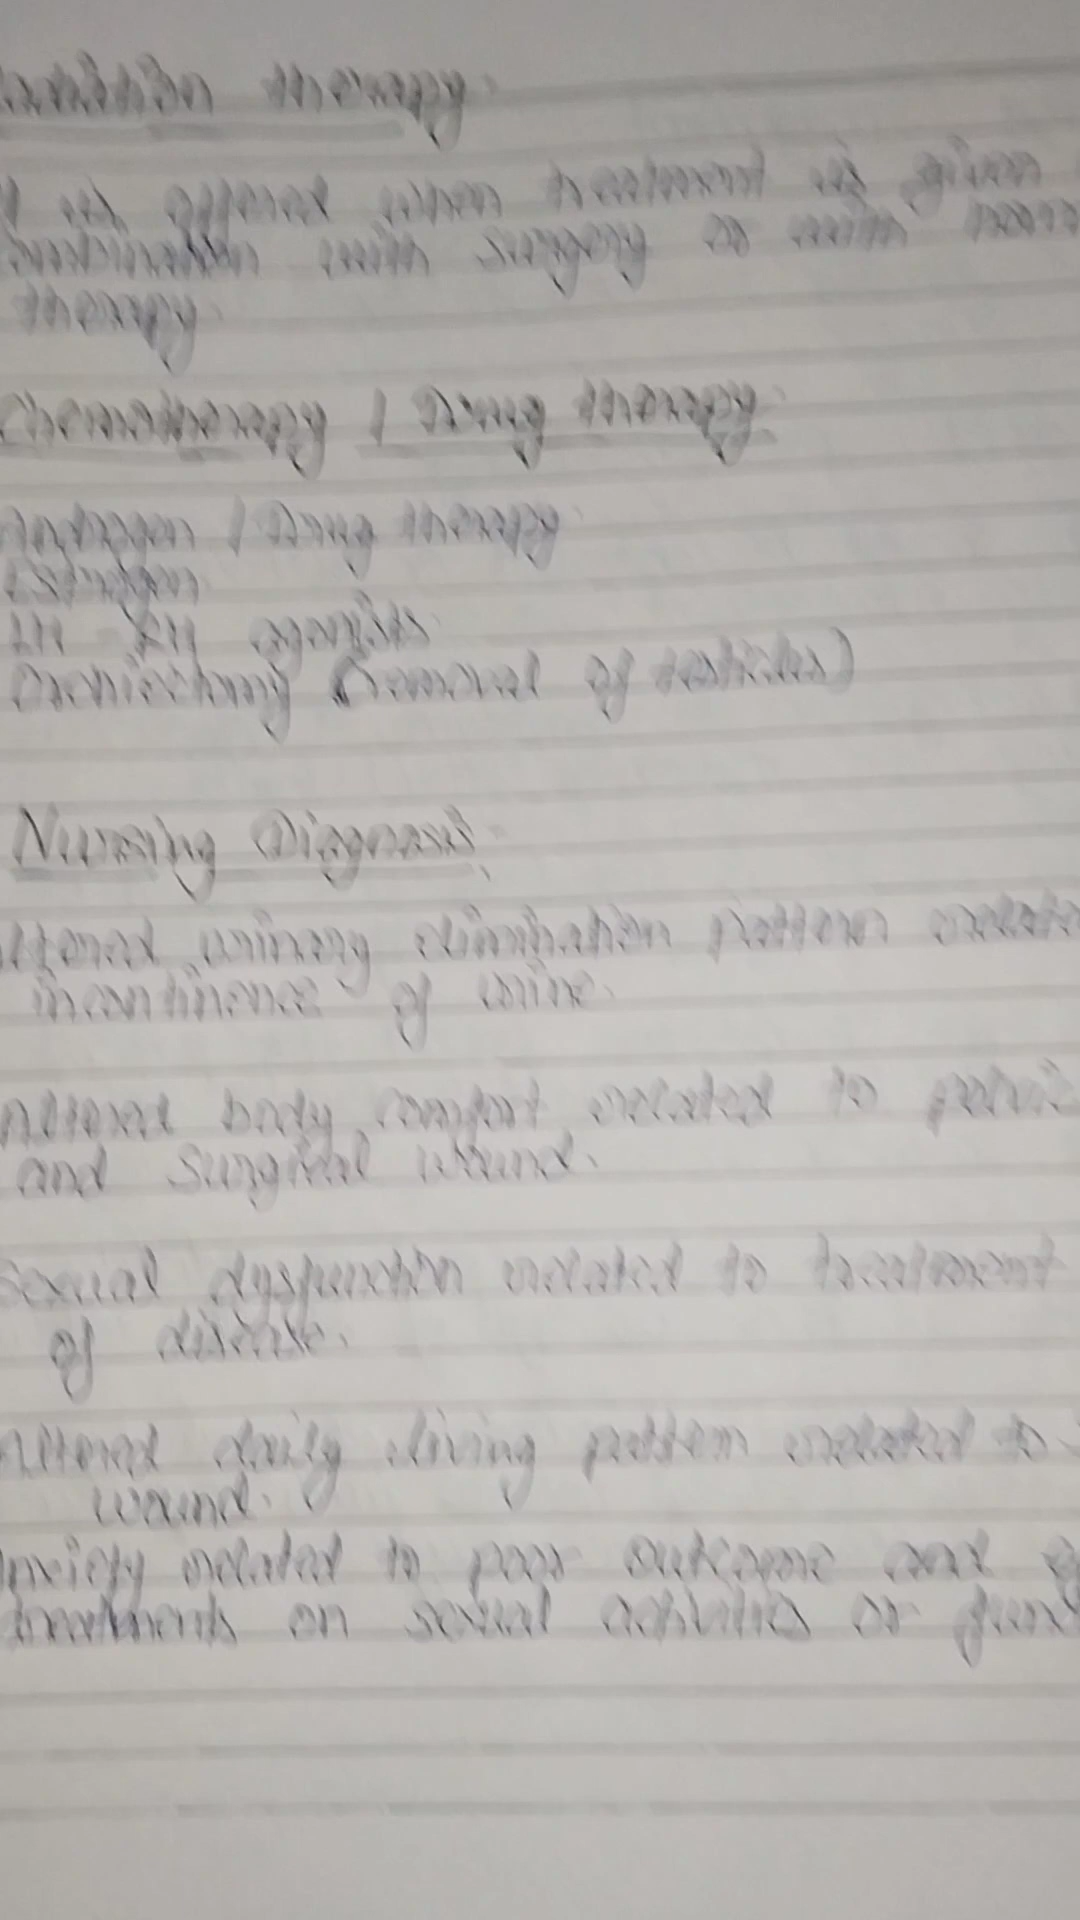 therapy
is offered when treatment is given
combination with surgery or with
therapy
Chemotherapy / Drug therapy
Androgen / Drug therapy
Estrogen
LH RH agonists
(removal of testicles)
Nursing Diagnosis
Altered urinary elimination pattern related
incontinence of urine.
Altered body comfort related to pelvic
and surgical wound.
Sexual dysfunction related to treatment
of disease.
Altered daily living pattern related to
wound.
Anxiety related to poor outcome and
treatments on sexual activities or